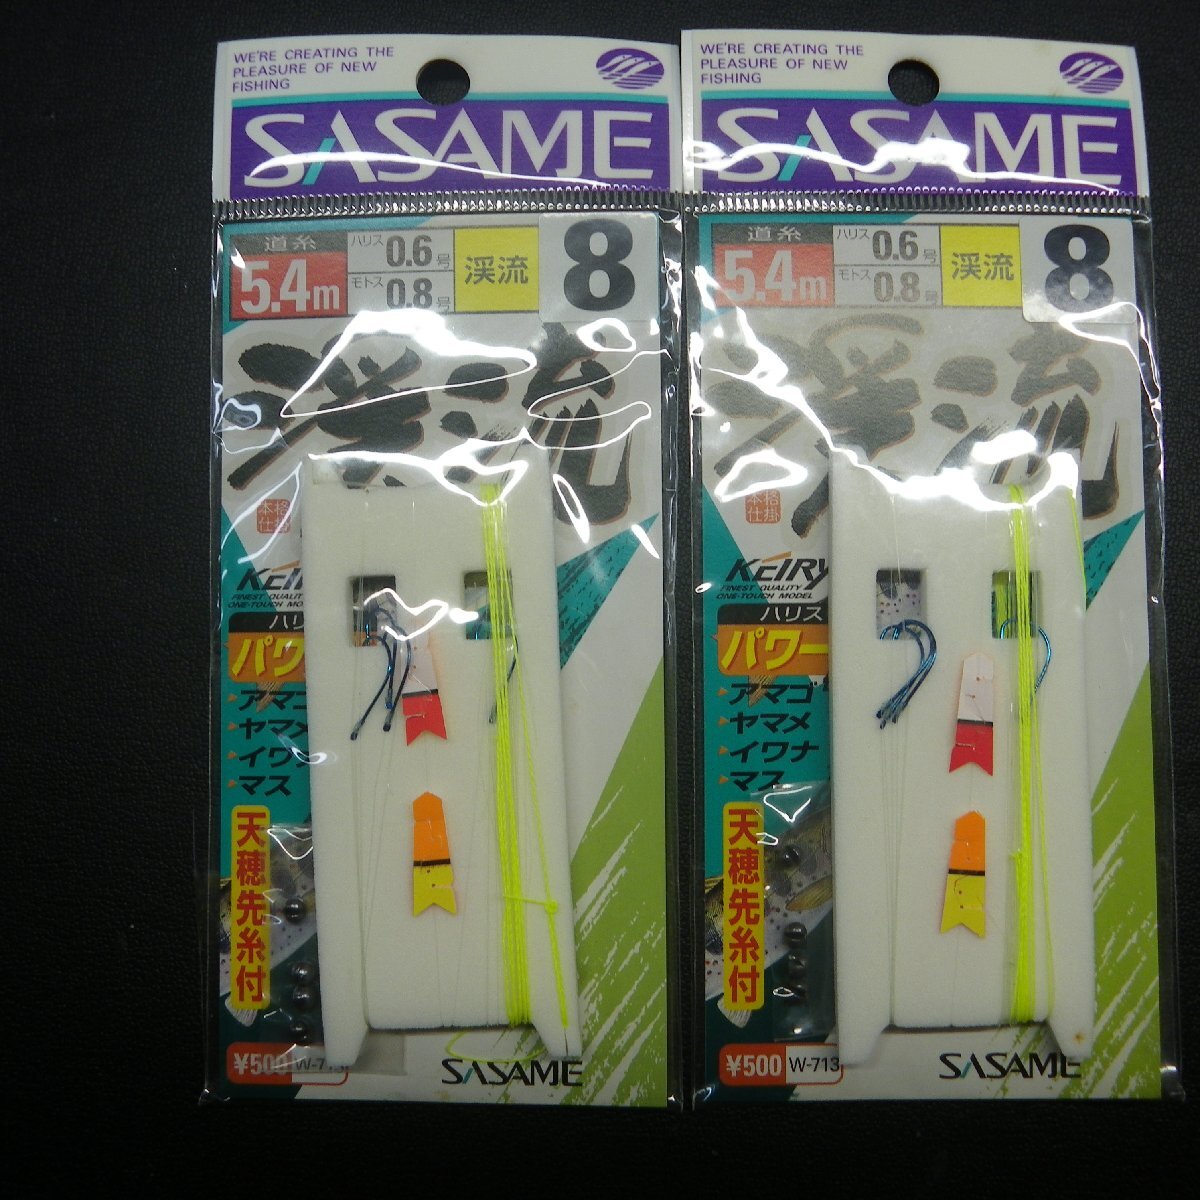 WE'RE CREATING THE
PLEASURE OF NEW
FISHING
SASAME
道糸
5.4m
ハリス 0.6号
モトス 0.8号
渓流
8
渓流
本格
仕掛
KEIRY
FINEST QUALITY
ONE-TOUCH
パワ
アマゴ
ヤマメ
イワナ
マス
天穂先糸付
¥500
SASAME
WE'RE CREATING THE
PLEASURE OF NEW
FISHING
SASAME
道糸
5.4m
ハリス 0.6号
モトス 0.8号
渓流
8
渓流
本格
仕掛
KEIRY
FINEST QUALITY
ONE-TOUCH MODEL
ハリス
パワー
アマゴ
ヤマメ
イワナ
マス
天穂先糸付
¥500 W-713
SASAME